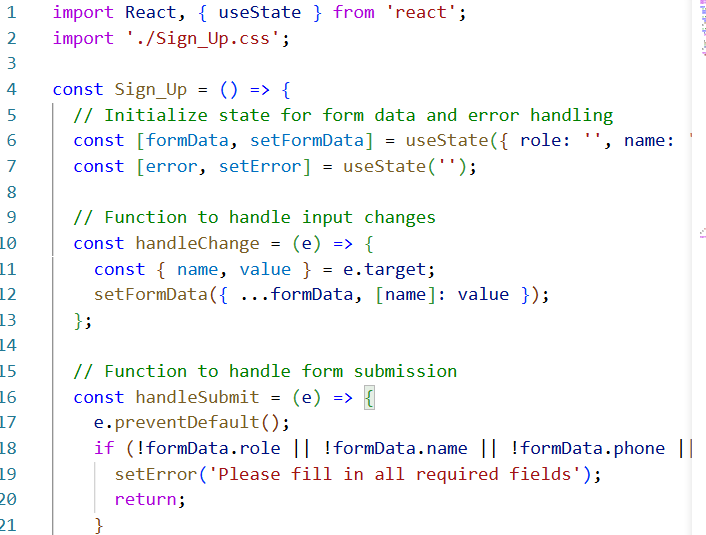 1 import React, { useState } from 'react';
2 import './Sign_Up.css';
3
4 const Sign_Up = () => {
5 // Initialize state for form data and error handling
6 const [formData, setFormData] = useState({ role: '', name: '
7 const [error, setError] = useState('');
8
9 // Function to handle input changes
10 const handleChange = (e) => {
11 const { name, value } = e.target;
12 setFormData({ ...formData, [name]: value });
13 };
14
15 // Function to handle form submission
16 const handleSubmit = (e) => {
17 e.preventDefault();
18 if (!formData.role || !formData.name || !formData.phone ||
19 setError('Please fill in all required fields');
20 return;
21 }